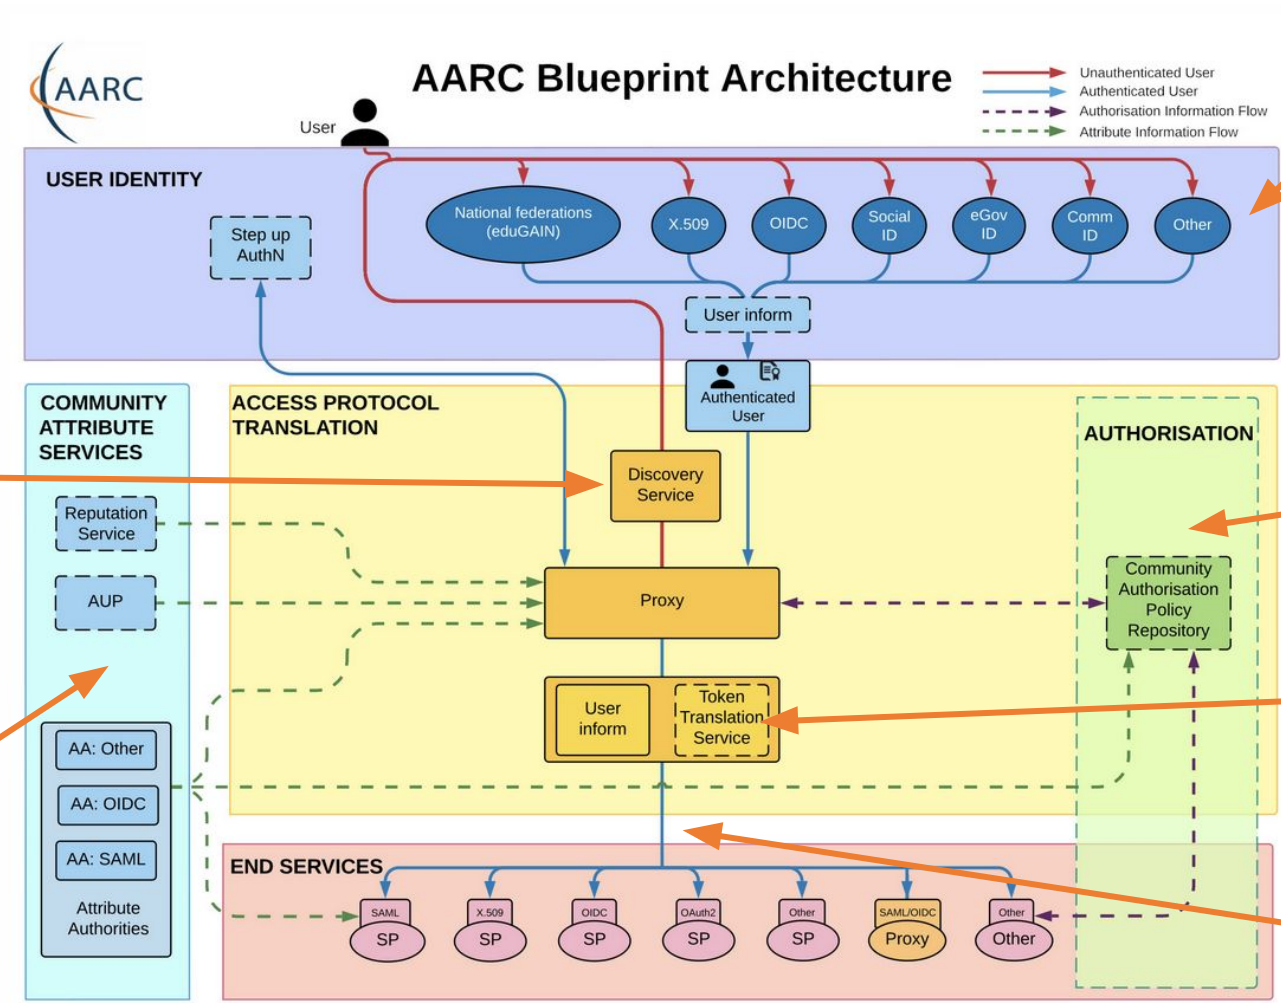 AARC
AARC Blueprint Architecture
Unauthenticated User
Authenticated User
Authorisation Information Flow
Attribute Information Flow
User
USER IDENTITY
Step up
AuthN
National federations
(eduGAIN)
X.509
OIDC
Social
ID
eGov
ID
Comm
ID
Other
User inform
Authenticated
User
COMMUNITY
ATTRIBUTE
SERVICES
Reputation
Service
AUP
AA: Other
AA: OIDC
AA: SAML
Attribute
Authorities
ACCESS PROTOCOL
TRANSLATION
Discovery
Service
Proxy
User
inform
Token
Translation
Service
AUTHORISATION
Community
Authorisation
Policy
Repository
END SERVICES
SAML
SP
X.509
SP
OIDC
SP
OAuth2
SP
Other
SP
SAML/OIDC
Proxy
Other
Other